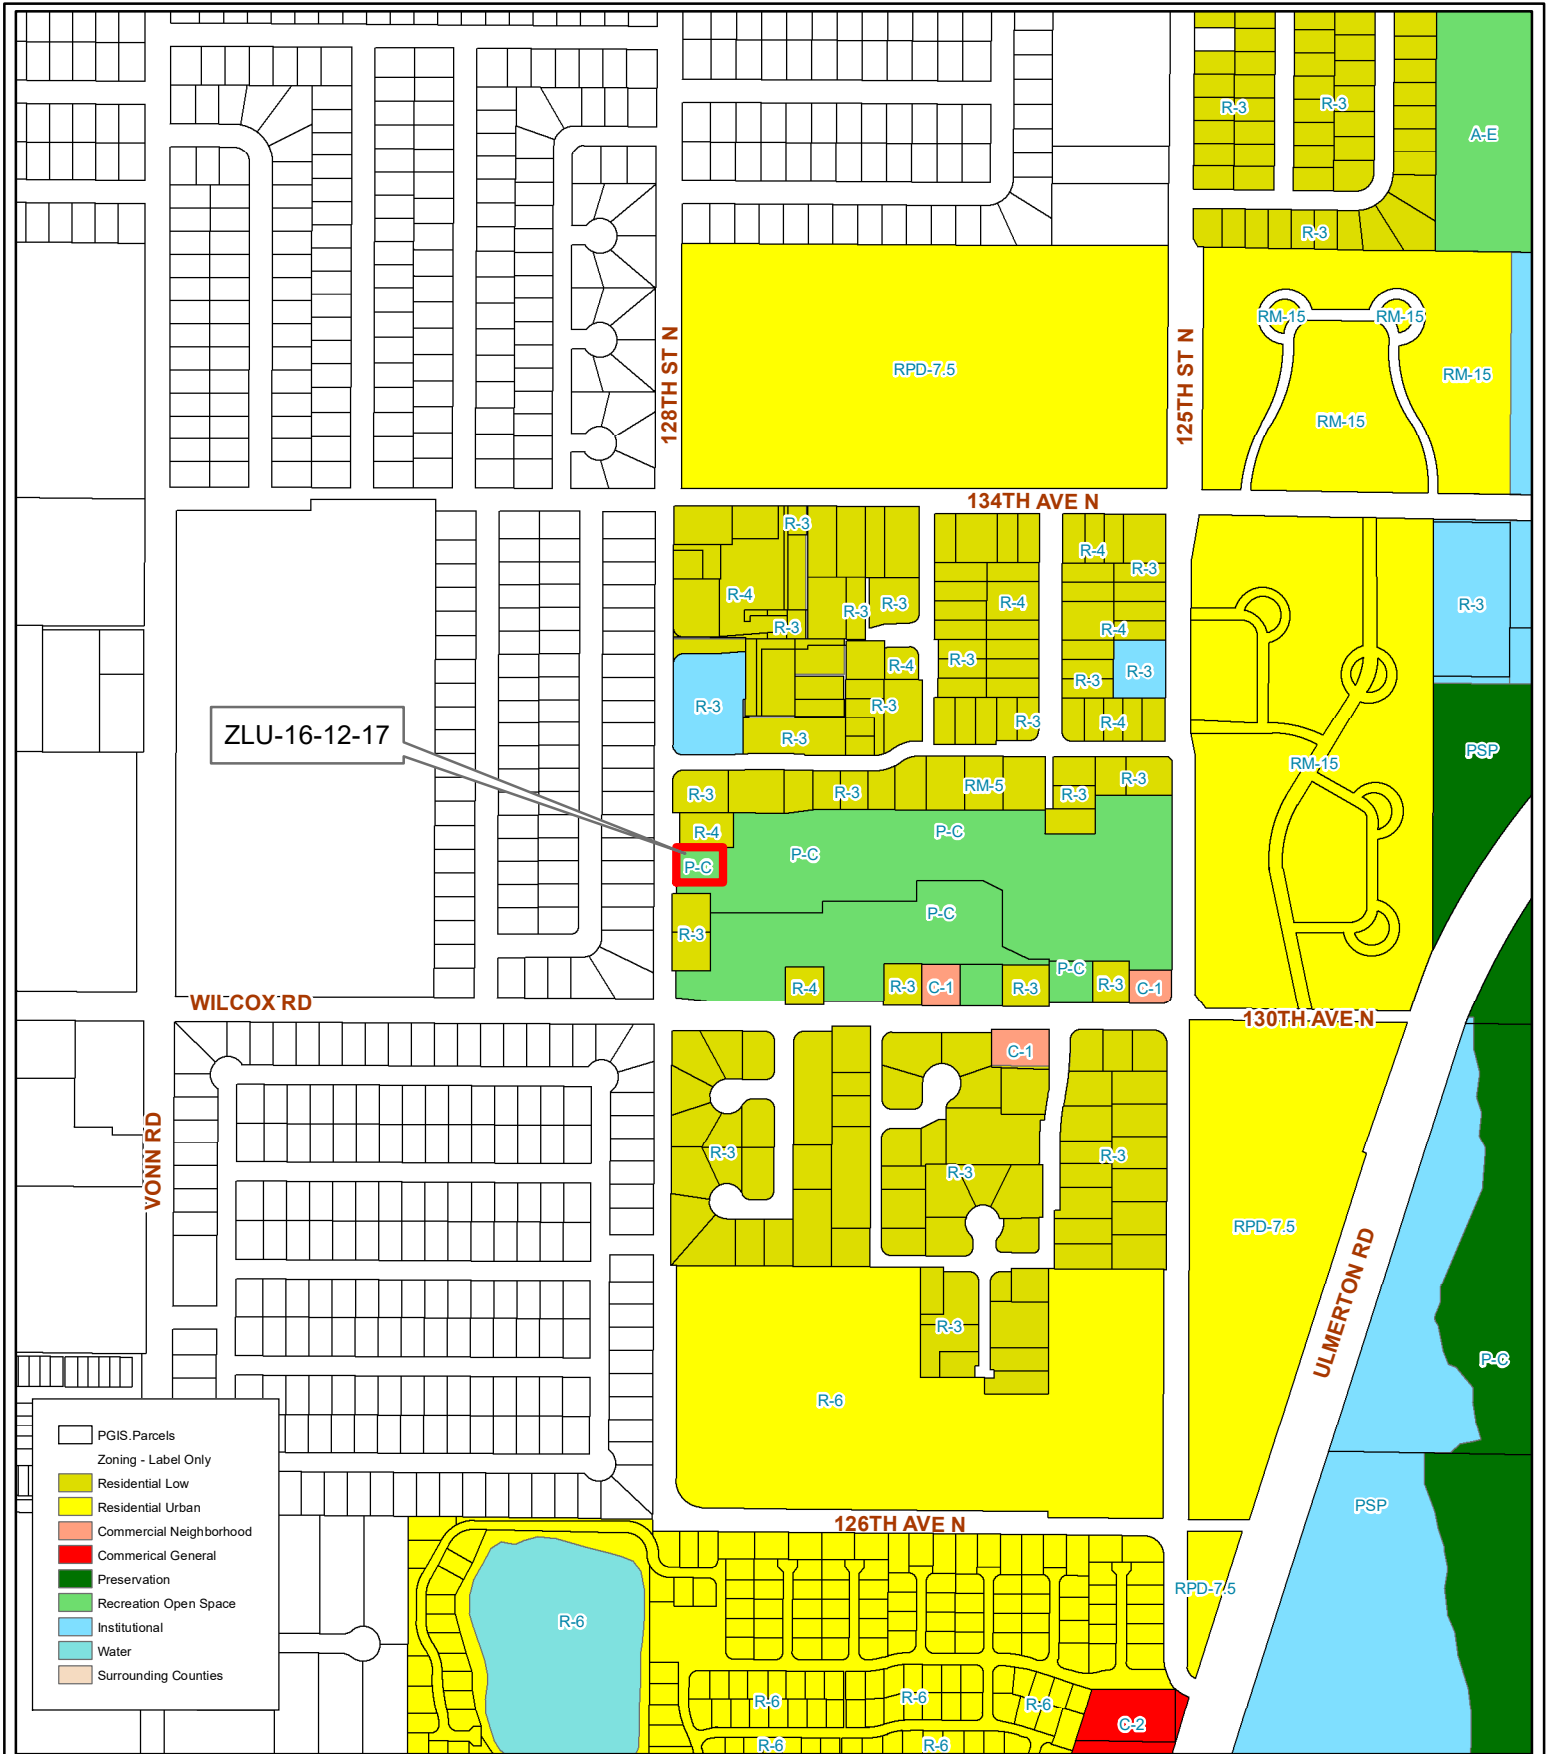 R-3
R-3
A-E
R-3
RM-15
RM-15
128TH ST N
125TH ST N
RPD-7.5
RM-15
RM-15
134TH AVE N
R-3
R-4
R-3
R-4
R-3
R-3
R-4
R-3
R-3
R-4
R-3
R-4
R-3
R-3
R-3
R-3
R-3
R-3
R-4
ZLU-16-12-17
R-3
RM-15
PSP
R-3
R-3
RM-5
R-3
R-3
R-4
P-C
P-C
P-C
P-C
R-3
P-C
R-4
R-3
C-1
R-3
R-3
C-1
WILCOX RD
130TH AVE N
C-1
VONN RD
R-3
R-3
R-3
RPD-7.5
ULMERTON RD
R-3
P-C
R-6
PGIS.Parcels
Zoning - Label Only
Residential Low
Residential Urban
Commercial Neighborhood
Commerical General
Preservation
Recreation Open Space
Institutional
Water
Surrounding Counties
PSP
126TH AVE N
RPD-7.5
R-6
R-6
R-6
R-6
C-2
R-6
R-6